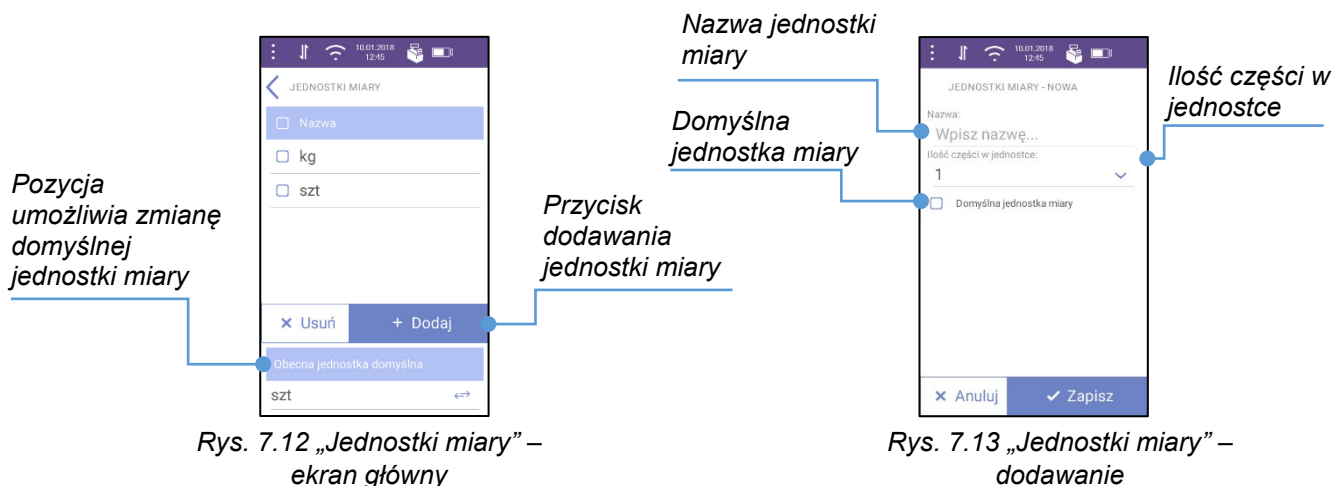 Pozycja
umożliwia zmianę
domyślnej
jednostki miary
10.01.2018
12:45
JEDNOSTKI MIARY
Nazwa
kg
szt
Usuń
+ Dodaj
Obecna jednostka domyślna
szt
Przycisk
dodawania
jednostki miary
Rys. 7.12 „Jednostki miary” –
ekran główny
Nazwa jednostki
miary
Domyślna
jednostka miary
10.01.2018
12:45
JEDNOSTKI MIARY - NOWA
Nazwa:
Wpisz nazwę...
Ilość części w jednostce:
1
Domyślna jednostka miary
Anuluj
Zapisz
Ilość części w
jednostce
Rys. 7.13 „Jednostki miary” –
dodawanie